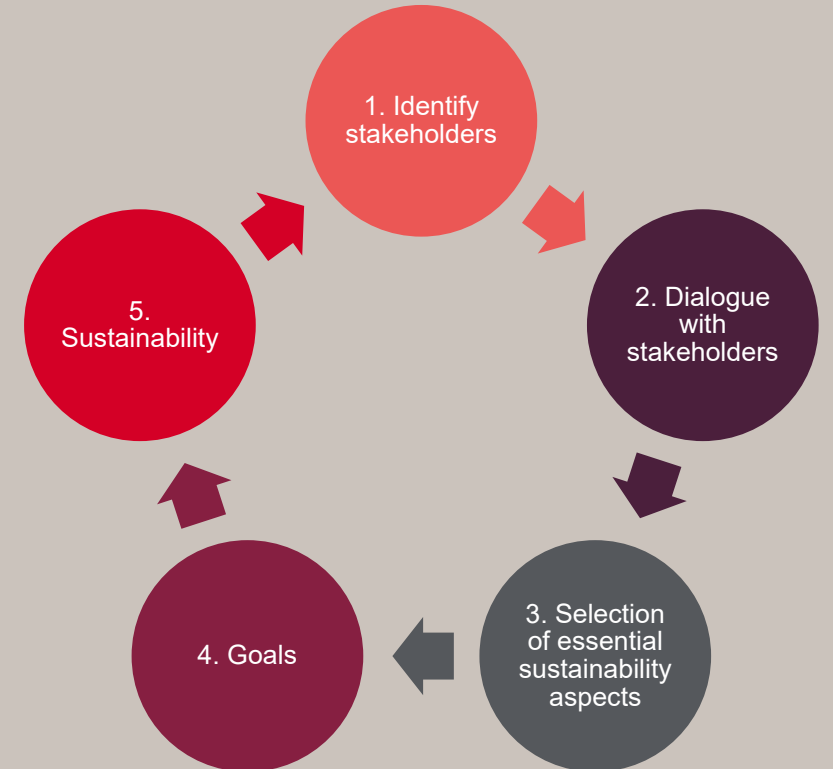 1. Identify
stakeholders
2. Dialogue
with
stakeholders
3. Selection
of essential
sustainability
aspects
4. Goals
5.
Sustainability